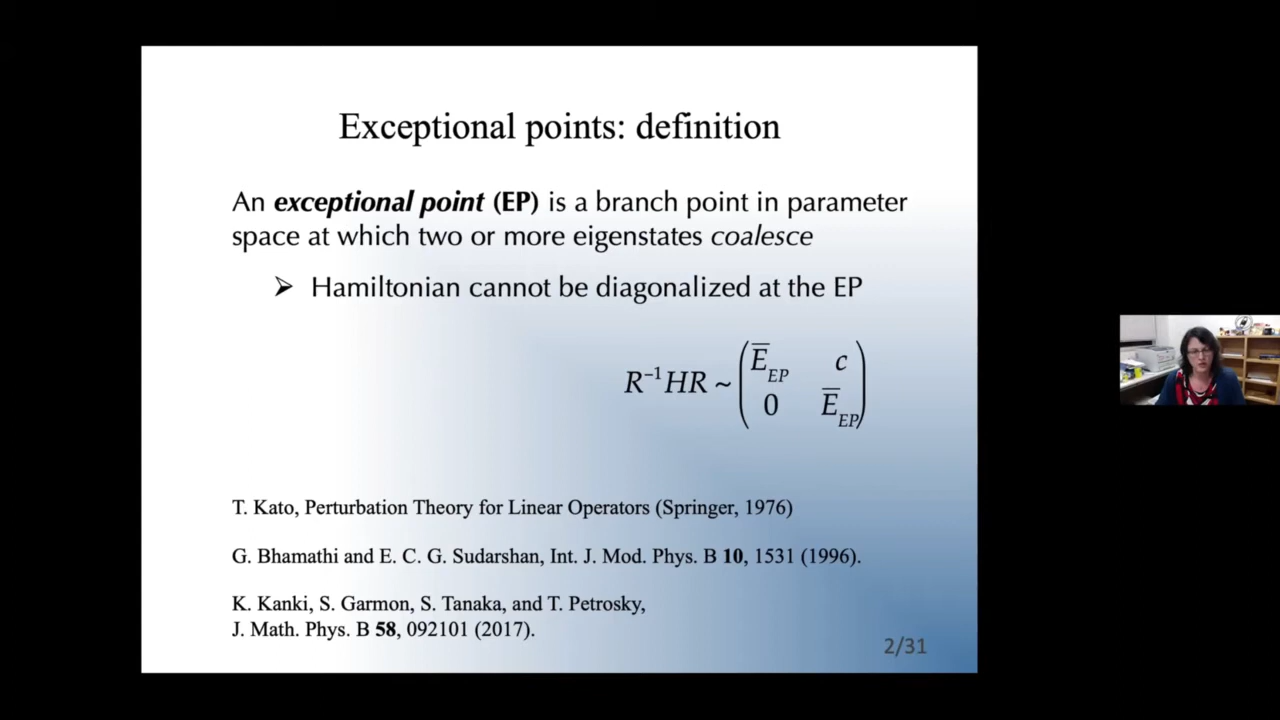 Exceptional points: definition
An exceptional point (EP) is a branch point in parameter
space at which two or more eigenstates coalesce
➢ Hamiltonian cannot be diagonalized at the EP
R⁻¹HR ~ ( E̅_EP c
0 E̅_EP )
T. Kato, Perturbation Theory for Linear Operators (Springer, 1976)
G. Bhamathi and E. C. G. Sudarshan, Int. J. Mod. Phys. B 10, 1531 (1996).
K. Kanki, S. Garmon, S. Tanaka, and T. Petrosky,
J. Math. Phys. B 58, 092101 (2017).
2/31